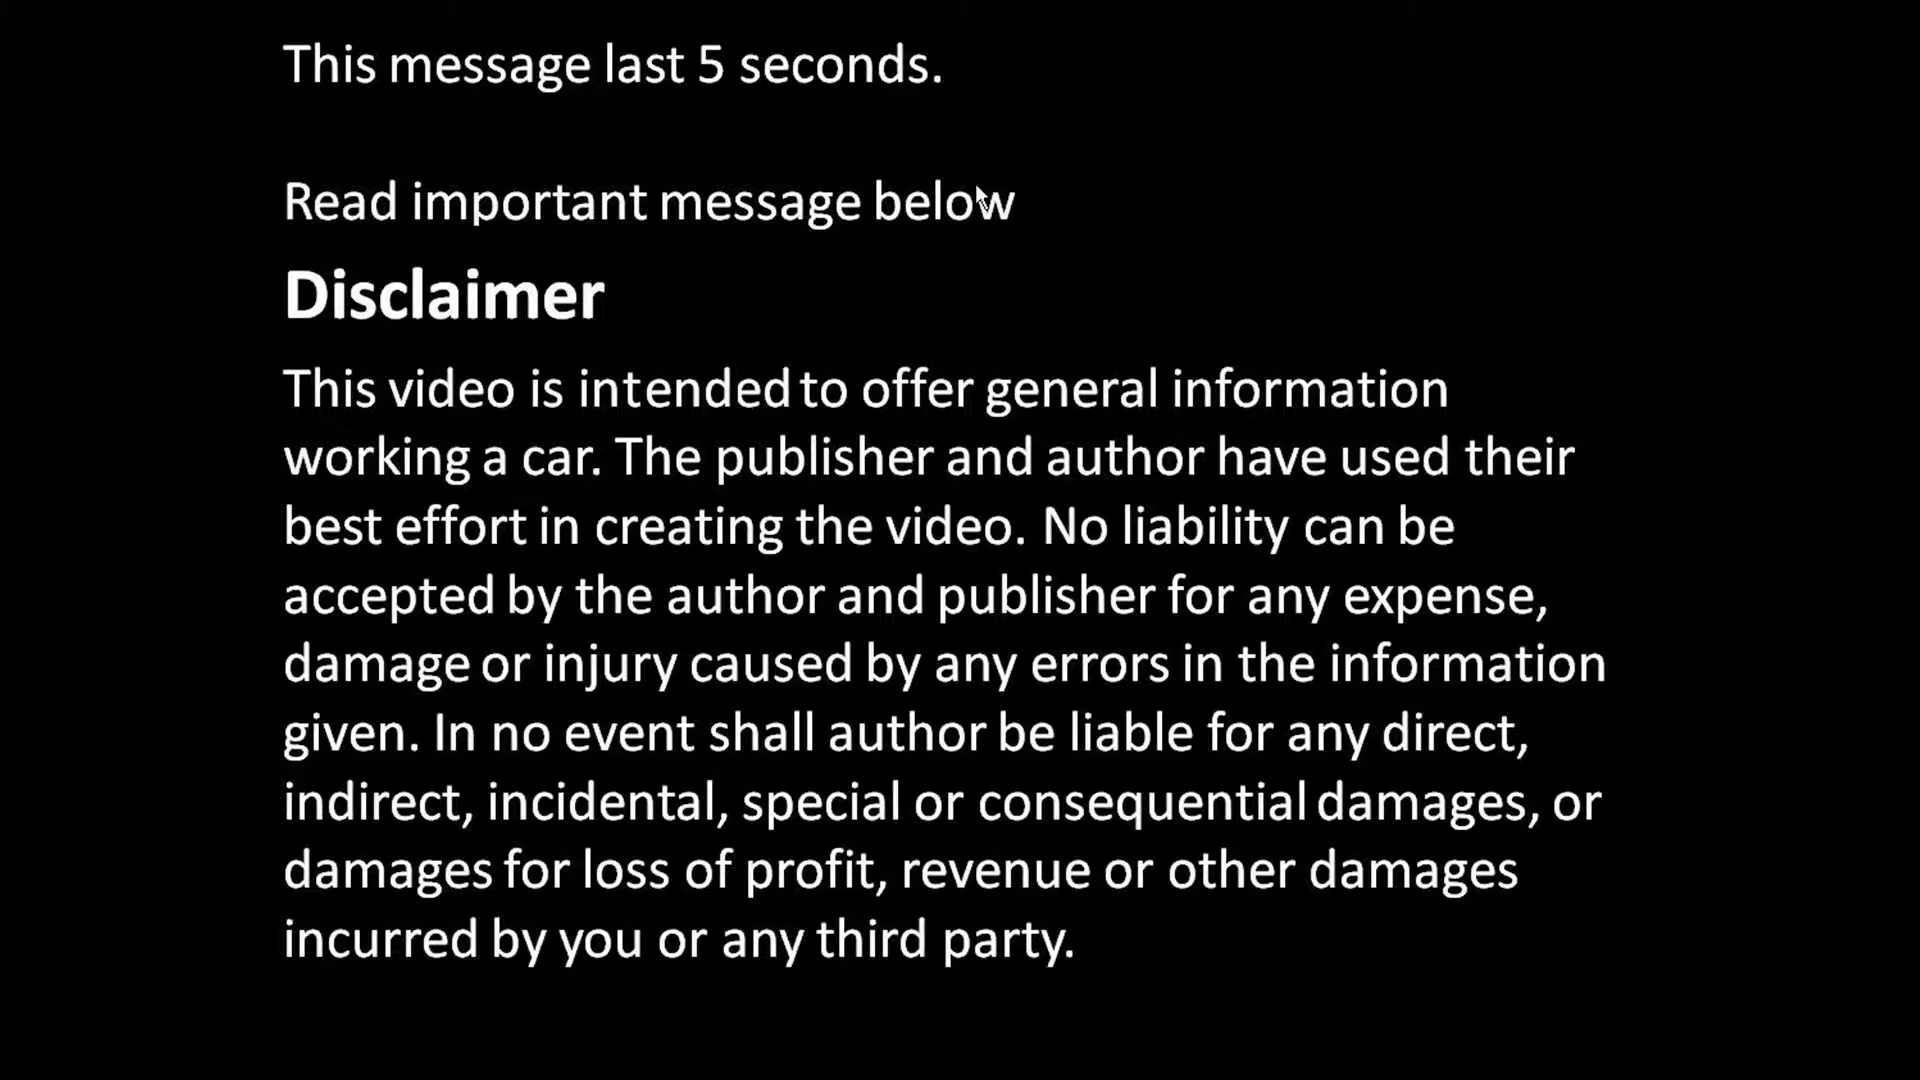 This message last 5 seconds.
Read important message below
Disclaimer
This video is intended to offer general information
working a car. The publisher and author have used their
best effort in creating the video. No liability can be
accepted by the author and publisher for any expense,
damage or injury caused by any errors in the information
given. In no event shall author be liable for any direct,
indirect, incidental, special or consequential damages, or
damages for loss of profit, revenue or other damages
incurred by you or any third party.